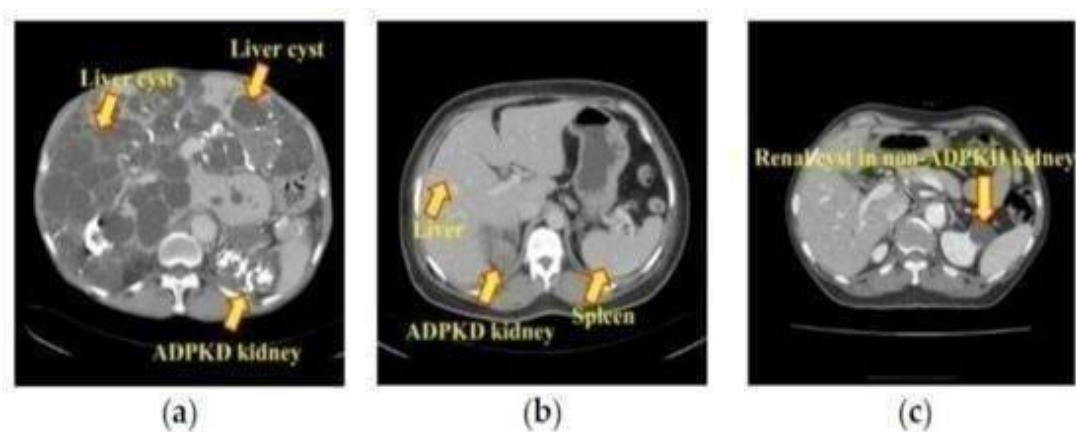 Liver cyst
Liver cyst
ADPKD kidney
Liver
ADPKD kidney
Spleen
Renal cyst in non-ADPKD kidney
(a)
(b)
(c)